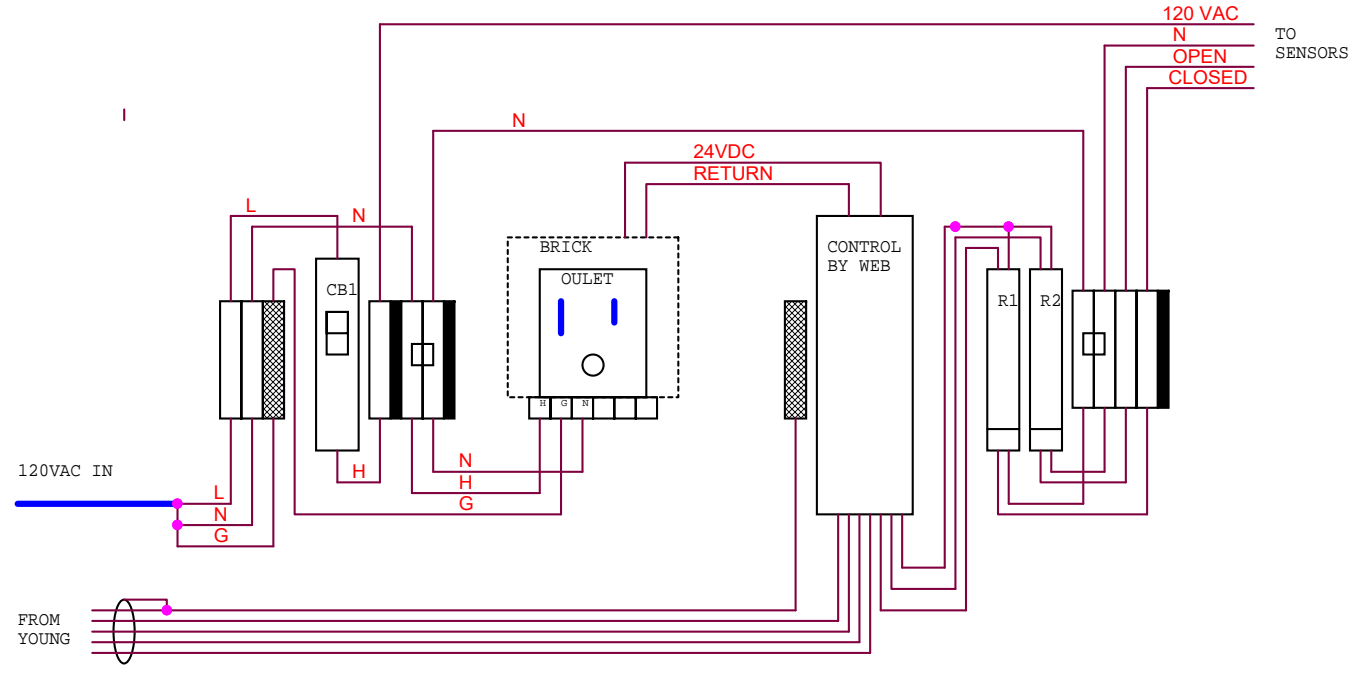 120 VAC
N
TO
SENSORS
OPEN
CLOSED
N
24VDC
RETURN
L
N
BRICK
CONTROL
BY WEB
OULET
CB1
R1
R2
H G N
120VAC IN
N
H
H
L
G
N
G
FROM
YOUNG